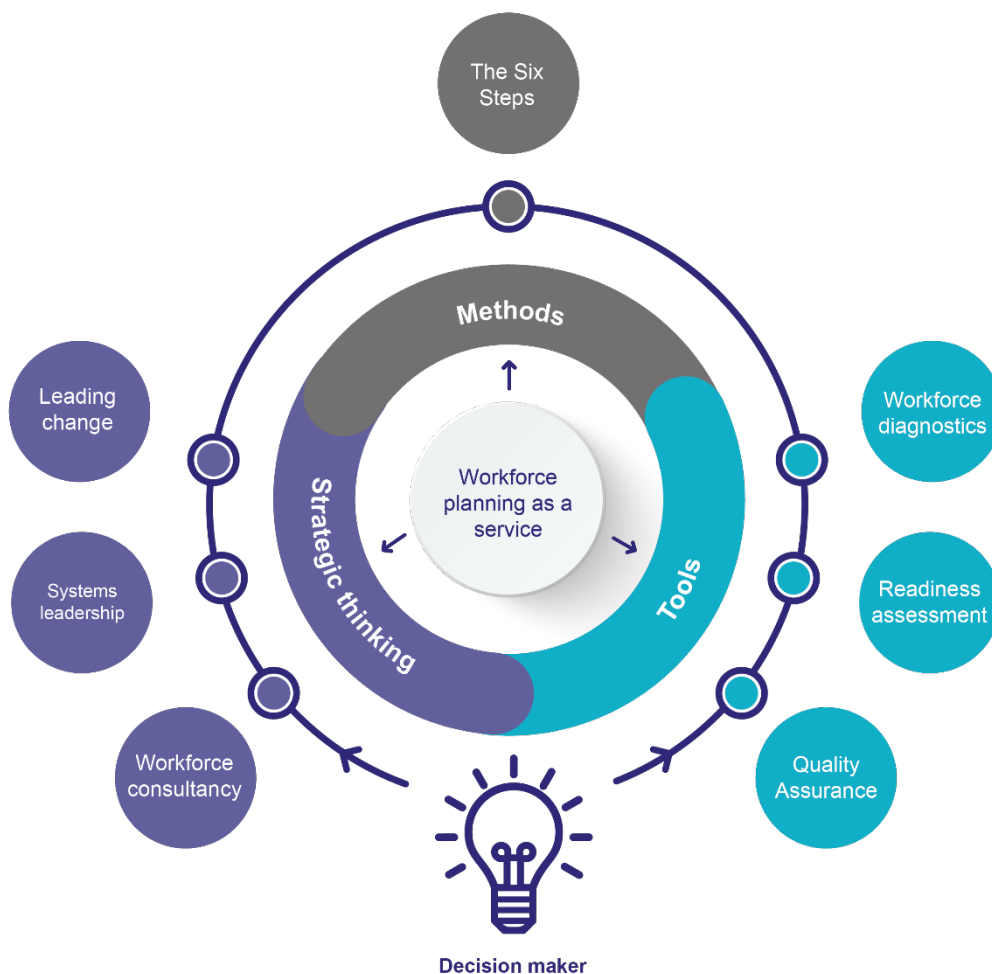 The Six
Steps
Methods
Leading
change
Workforce
diagnostics
Workforce
planning as a
service
Strategic thinking
Tools
Systems
leadership
Readiness
assessment
Workforce
consultancy
Quality
Assurance
Decision maker